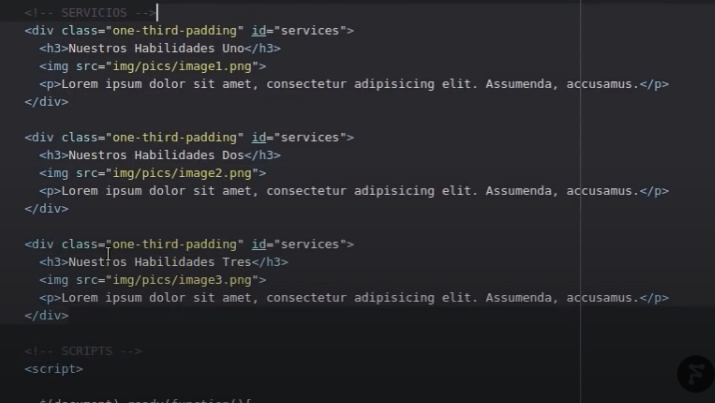 <!-- SERVICIOS -->
<div class="one-third-padding" id="services">
<h3>Nuestros Habilidades Uno</h3>
<img src="img/pics/image1.png">
<p>Lorem ipsum dolor sit amet, consectetur adipisicing elit. Assumenda, accusamus.</p>
</div>
<div class="one-third-padding" id="services">
<h3>Nuestros Habilidades Dos</h3>
<img src="img/pics/image2.png">
<p>Lorem ipsum dolor sit amet, consectetur adipisicing elit. Assumenda, accusamus.</p>
</div>
<div class="one-third-padding" id="services">
<h3>Nuestros Habilidades Tres</h3>
<img src="img/pics/image3.png">
<p>Lorem ipsum dolor sit amet, consectetur adipisicing elit. Assumenda, accusamus.</p>
</div>
<!-- SCRIPTS -->
<script>
$(document).ready(function(){